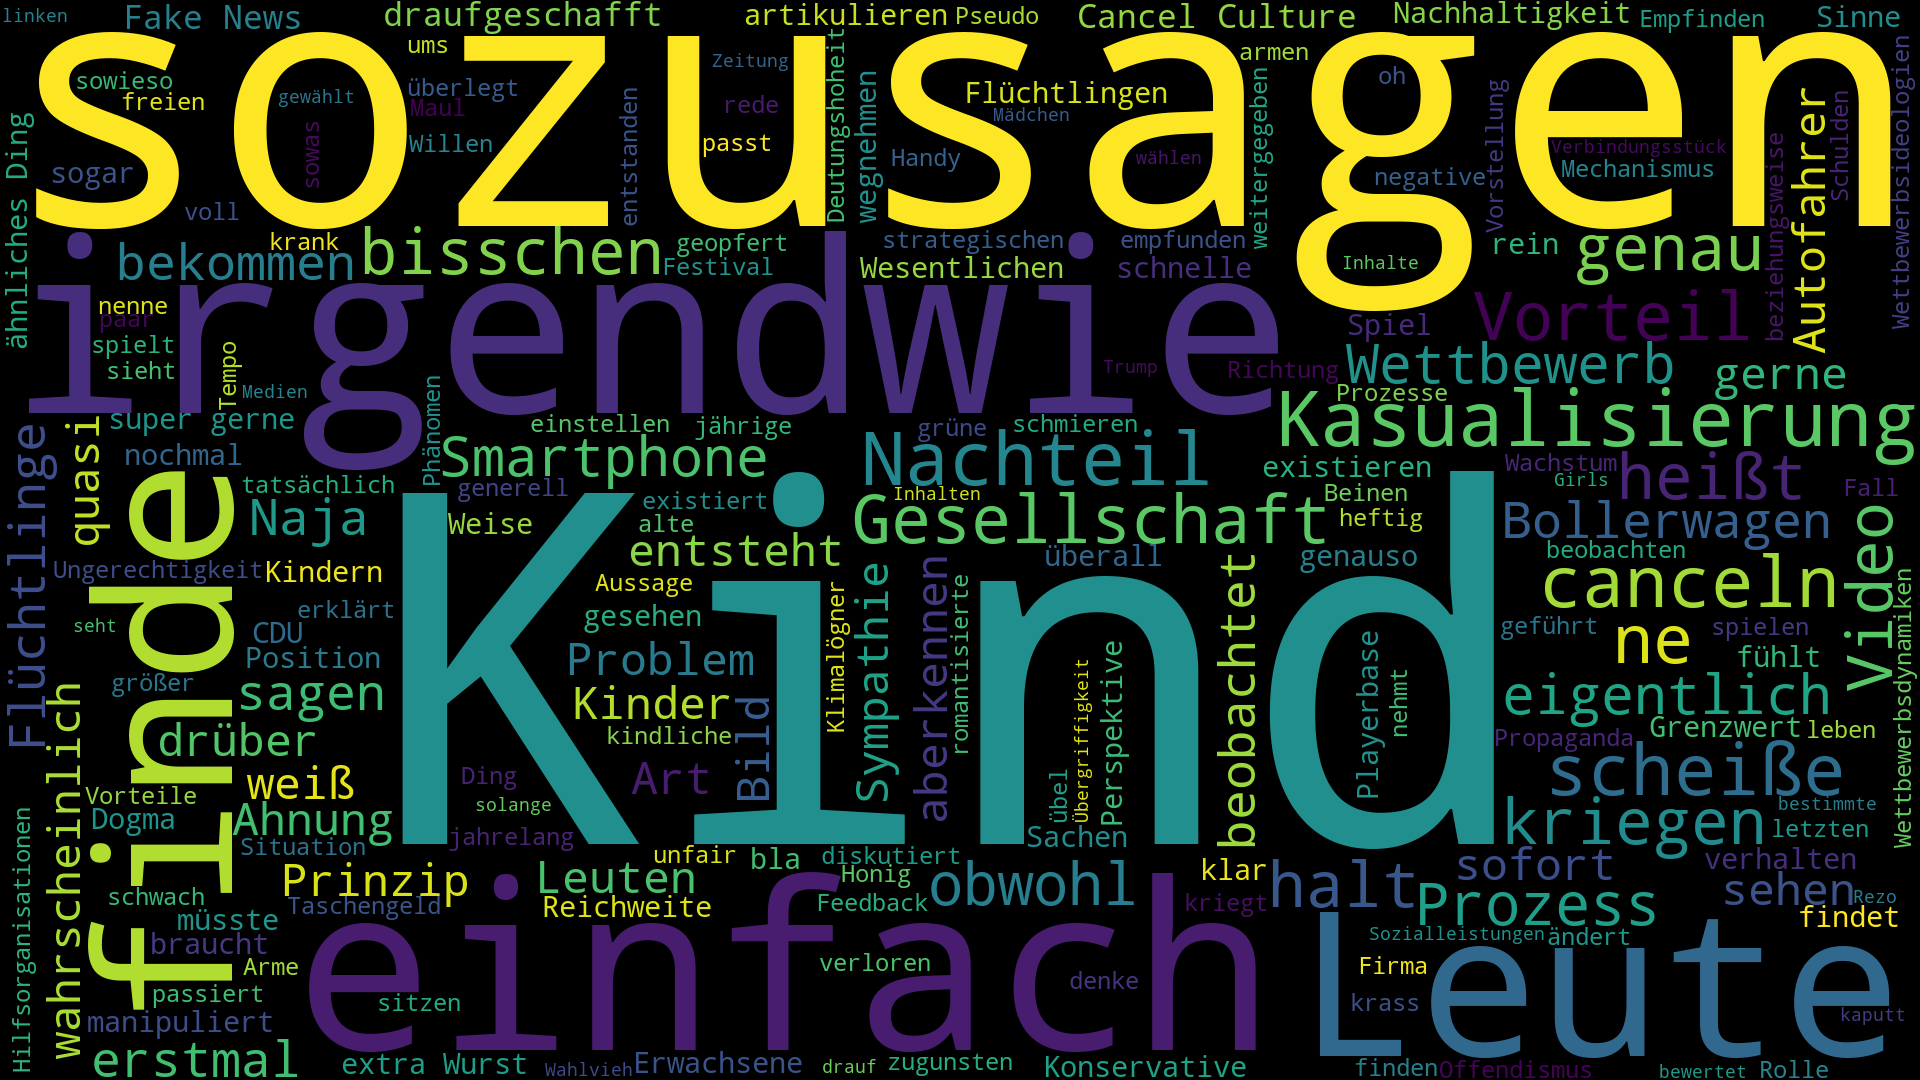 linken
Fake News
draufgeschafft
artikulieren
Pseudo
Cancel Culture
Nachhaltigkeit
Empfinden
Sinne
sozusagen
ums
Zeitung
armen
oh
sowieso
freien
gewählt
überlegt
Maul
rede
Flüchtlingen
Mädchen
Willen
passt
sowas
entstanden
Deutungshoheit
wegnehmen
Handy
wählen
weitergegeben
negative
Vorstellung
Verbindungsstück
Mechanismus
Schulden
Wettbewerbsideologien
Autofahrer
beziehungsweise
ähnliches Ding
sogar
voll
krank
bekommen
bisschen
geopfert
Festival
strategischen
Wesentlichen
empfunden
schnelle
Inhalte
rein
genau
irgendwie
nenne
paar
spielt
sieht
Tempo
Medien
Trump
Richtung
Spiel
Vorteil
Wettbewerb
Prozesse
gerne
super gerne
nochmal
quasi
Phänomen
einstellen
jährige
grüne
schmieren
Kasualisierung
Smartphone
Nachteil
existieren
Wachstum
Girls
heißt
Fall
Flüchtlinge
finde
tatsächlich
generell
existiert
Inhalten
Beinen
heftig
Naja
Weise
alte
Gesellschaft
Bollerwagen
Video
entsteht
überall
genauso
beobachten
Ungerechtigkeit
Kindern
Aussage
canceln
erklärt
gesehen
Klimalögner
Sympathie
aberkennen
romantisierte
beobachtet
Kind
seht
CDU
Position
Problem
geführt
ne
spielen
fühlt
Wettbewerbsdynamiken
größer
sagen
Kinder
Bild
Übergriffigkeit
Perspektive
Playerbase
nehmt
eigentlich
Grenzwert
leben
wahrscheinlich
drüber
kindliche
Propaganda
weiß
Ding
Art
übel
scheiße
Vorteile
Dogma
Ahnung
solange
kriegen
bestimmte
letzten
Situation
jahrelang
Sachen
Hilfsorganisationen
unfair
bla
diskutiert
Honig
klar
sofort
verhalten
Prinzip
Leuten
obwohl
halt
Prozess
sehen
Rezo
schwach
Taschengeld
Reichweite
Feedback
kriegt
findet
müsste
braucht
einfach
Leute
Sozialleistungen
ändert
Arme
verloren
Firma
passiert
sitzen
denke
krass
manipuliert
kaputt
erstmal
extra Wurst
Wahlvieh
Erwachsene
drauf
zugunsten
Konservative
finden
Offendismus
bewertet
Rolle